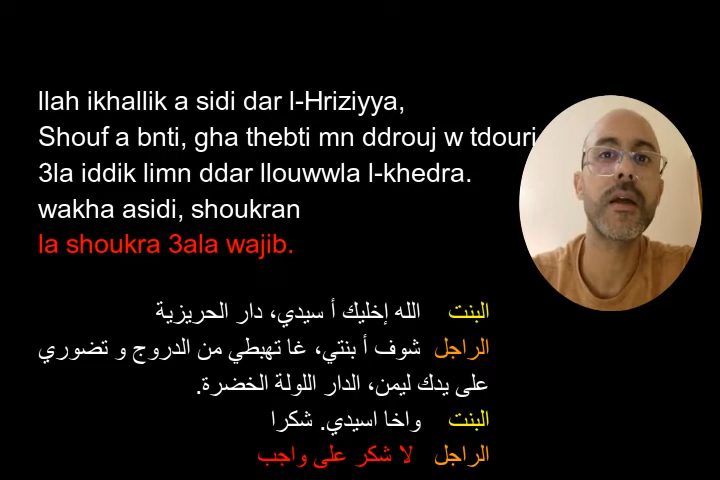 llah ikhallik a sidi dar l-Hriziyya,
Shouf a bnti, gha thebti mn ddrouj w tdouri
3la iddik limn ddar llouwwla l-khedra.
wakha asidi, shoukran
la shoukra 3ala wajib.
البنت الله إخليك أ سيدي، دار الحريزية
الراجل شوف أ بنتي، غا تهبطي من الدروج و تضوري
على يدك ليمن، الدار اللولة الخضرة.
البنت واخا اسيدي. شكرا
الراجل لا شكر على واجب